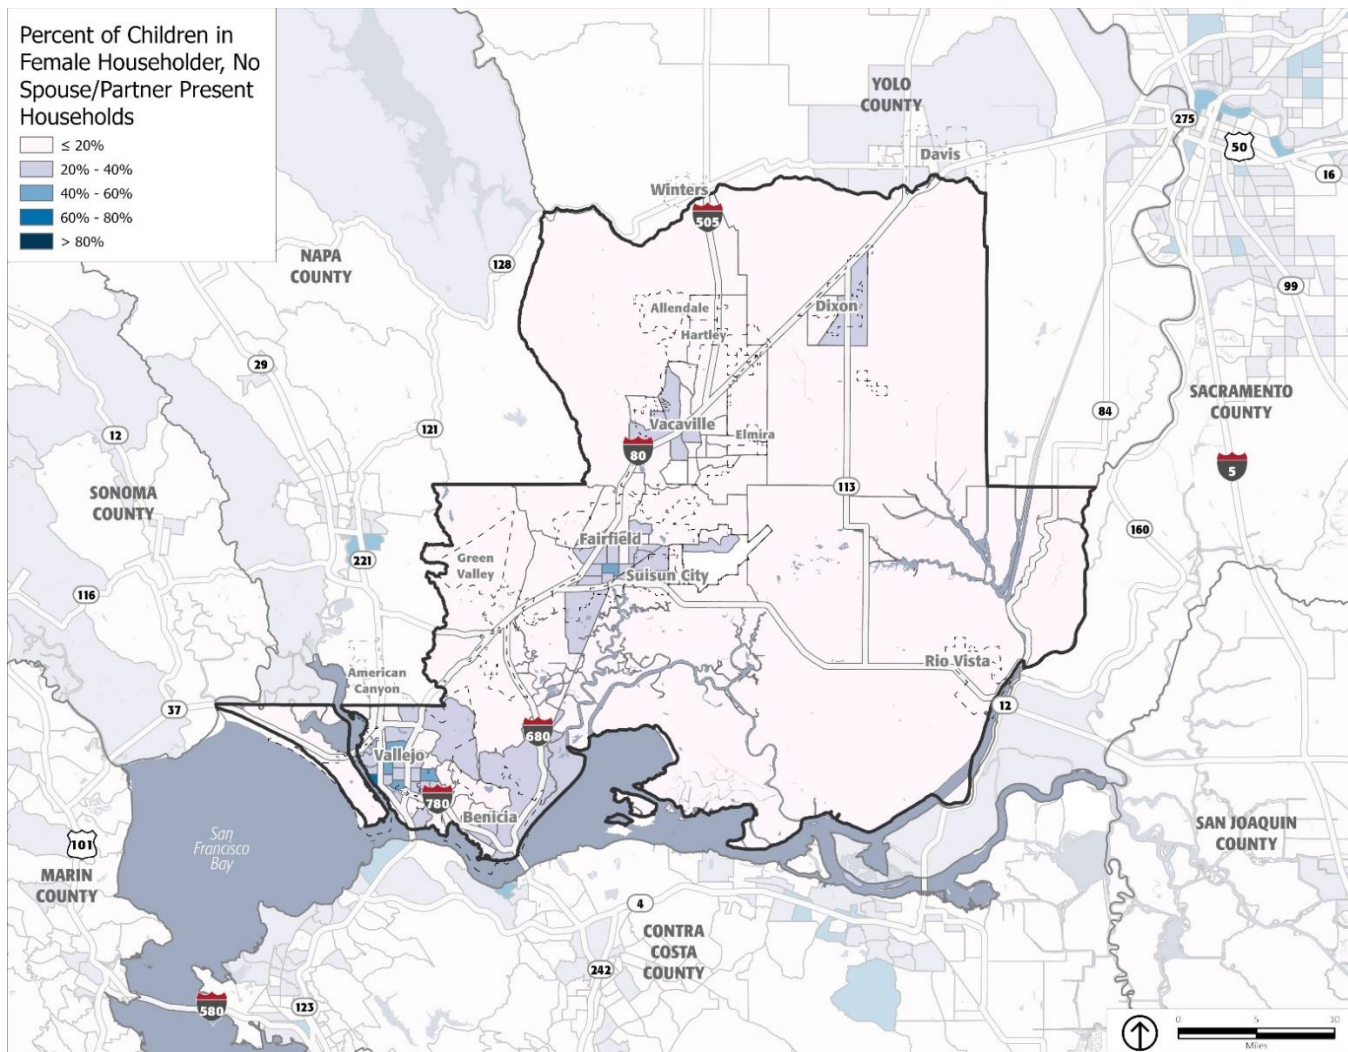 Percent of Children in
Female Householder, No
Spouse/Partner Present
Households
≤ 20%
20% - 40%
40% - 60%
60% - 80%
> 80%
YOLO
COUNTY
275
50
Davis
16
Winters
505
NAPA
COUNTY
128
99
Allendale
Dixon
Hartley
29
SACRAMENTO
COUNTY
84
12
121
Vacaville
Elmira
80
5
SONOMA
COUNTY
113
160
Fairfield
221
Green
Valley
Suisun City
116
Rio Vista
American
Canyon
37
12
680
Vallejo
780
Benicia
San
Francisco
Bay
101
MARIN
COUNTY
SAN JOAQUIN
COUNTY
4
CONTRA
COSTA
COUNTY
242
580
123
0 5 10
Miles